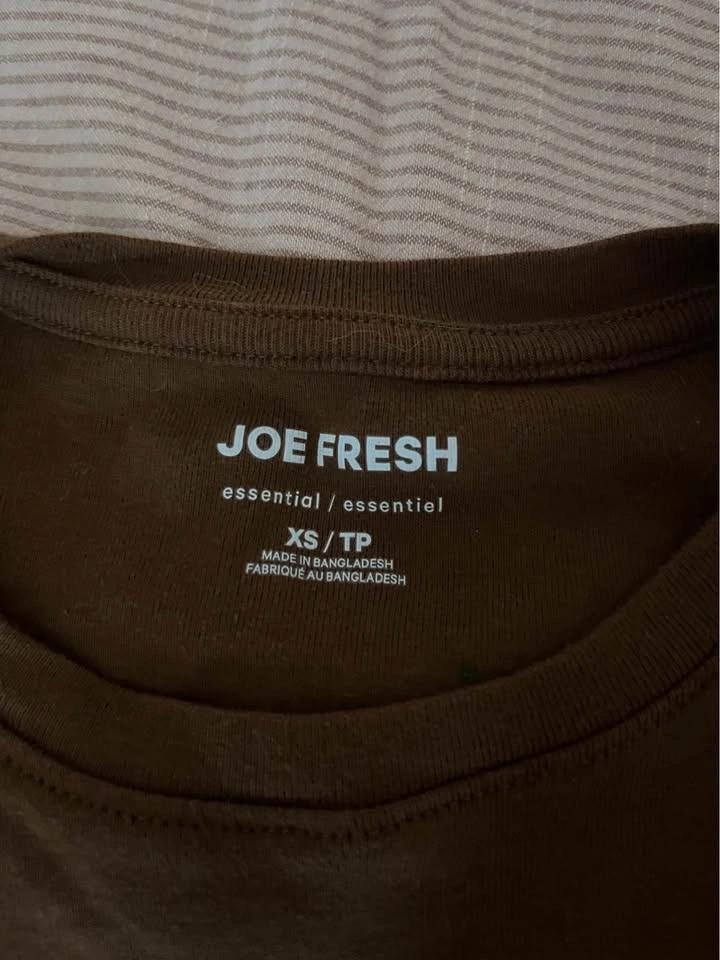 JOE FRESH
essential / essentiel
XS / TP
MADE IN BANGLADESH
FABRIQUÉ AU BANGLADESH